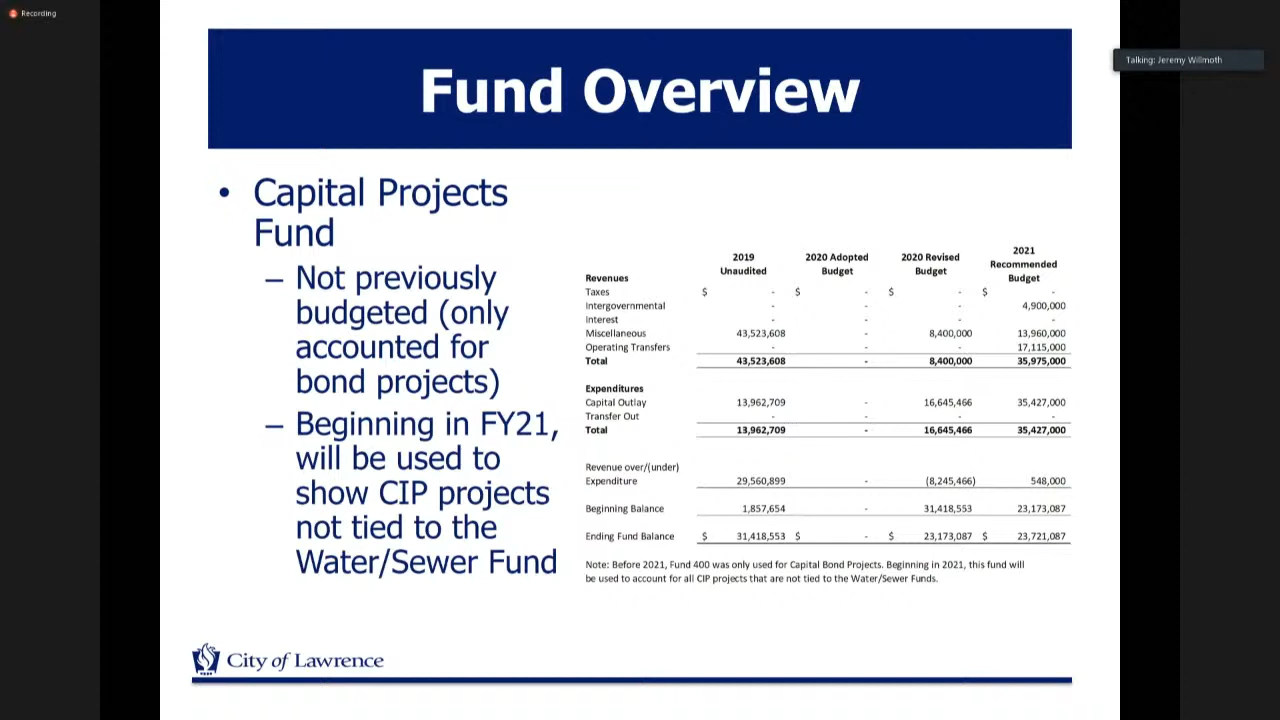 Recording
Talking: Jeremy Willmoth
Fund Overview
• Capital Projects
Fund
– Not previously
budgeted (only
accounted for
bond projects)
– Beginning in FY21,
will be used to
show CIP projects
not tied to the
Water/Sewer Fund
2019 Unaudited 2020 Adopted Budget 2020 Revised Budget 2021 Recommended Budget
Revenues
Taxes $ - $ - $ - $ -
Intergovernmental - - - 4,900,000
Interest - - - -
Miscellaneous 43,523,608 - 8,400,000 13,960,000
Operating Transfers - - - 17,115,000
Total 43,523,608 - 8,400,000 35,975,000
Expenditures
Capital Outlay 13,962,709 - 16,645,466 35,427,000
Transfer Out - - - -
Total 13,962,709 - 16,645,466 35,427,000
Revenue over/(under)
Expenditure 29,560,899 - (8,245,466) 548,000
Beginning Balance 1,857,654 - 31,418,553 23,173,087
Ending Fund Balance $ 31,418,553 $ - $ 23,173,087 $ 23,721,087
Note: Before 2021, Fund 400 was only used for Capital Bond Projects. Beginning in 2021, this fund will
be used to account for all CIP projects that are not tied to the Water/Sewer Funds.
City of Lawrence